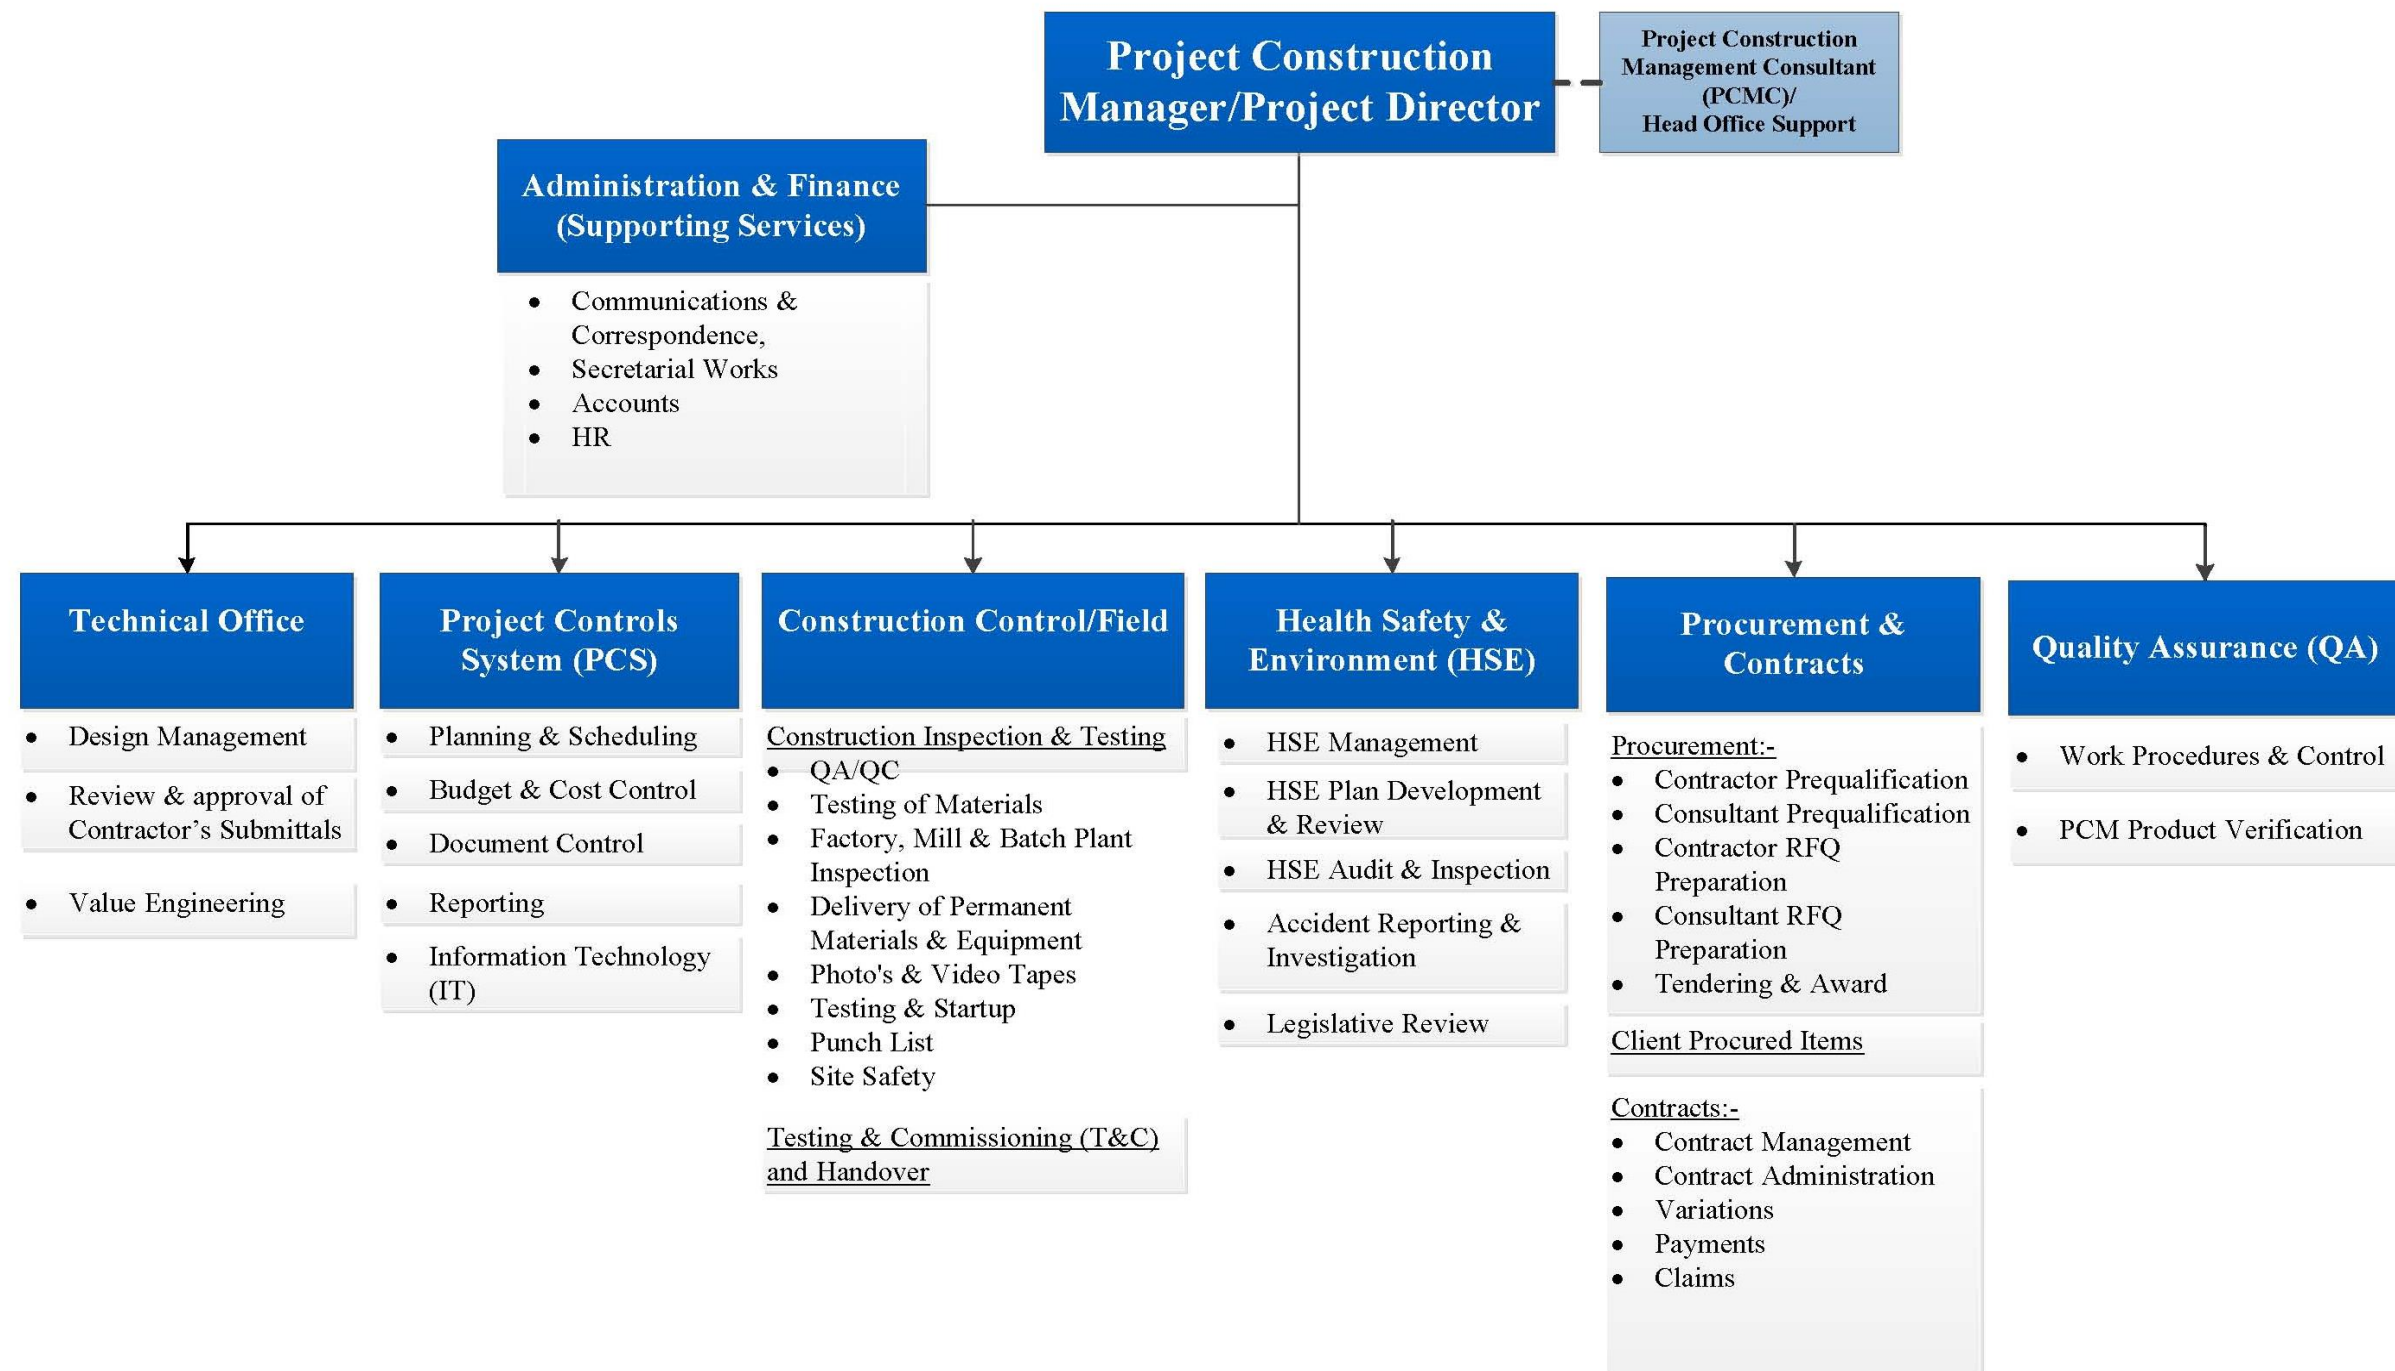 Project Construction
Manager/Project Director
Project Construction
Management Consultant
(PCMC)/
Head Office Support
Administration & Finance
(Supporting Services)
• Communications &
Correspondence,
• Secretarial Works
• Accounts
• HR
Technical Office
• Design Management
• Review & approval of
Contractor’s Submittals
• Value Engineering
Project Controls
System (PCS)
• Planning & Scheduling
• Budget & Cost Control
• Document Control
• Reporting
• Information Technology
(IT)
Construction Control/Field
Construction Inspection & Testing
• QA/QC
• Testing of Materials
• Factory, Mill & Batch Plant
Inspection
• Delivery of Permanent
Materials & Equipment
• Photo's & Video Tapes
• Testing & Startup
• Punch List
• Site Safety
Testing & Commissioning (T&C)
and Handover
Health Safety &
Environment (HSE)
• HSE Management
• HSE Plan Development
& Review
• HSE Audit & Inspection
• Accident Reporting &
Investigation
• Legislative Review
Procurement &
Contracts
Procurement:-
• Contractor Prequalification
• Consultant Prequalification
• Contractor RFQ
Preparation
• Consultant RFQ
Preparation
• Tendering & Award
Client Procured Items
Contracts:-
• Contract Management
• Contract Administration
• Variations
• Payments
• Claims
Quality Assurance (QA)
• Work Procedures & Control
• PCM Product Verification